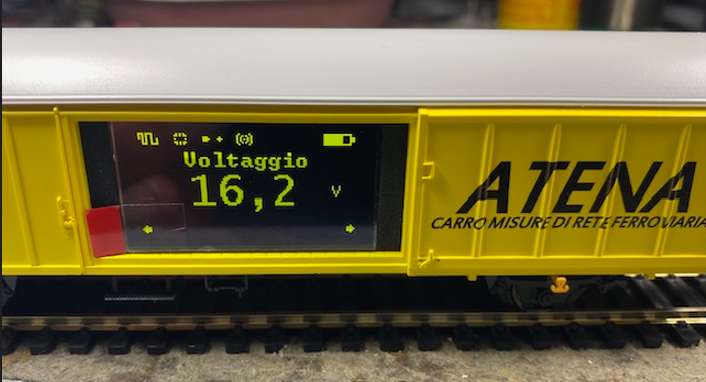 Voltaggio
16,2 V
ATENA
CARRO MISURE DI RETE FERROVIARIA